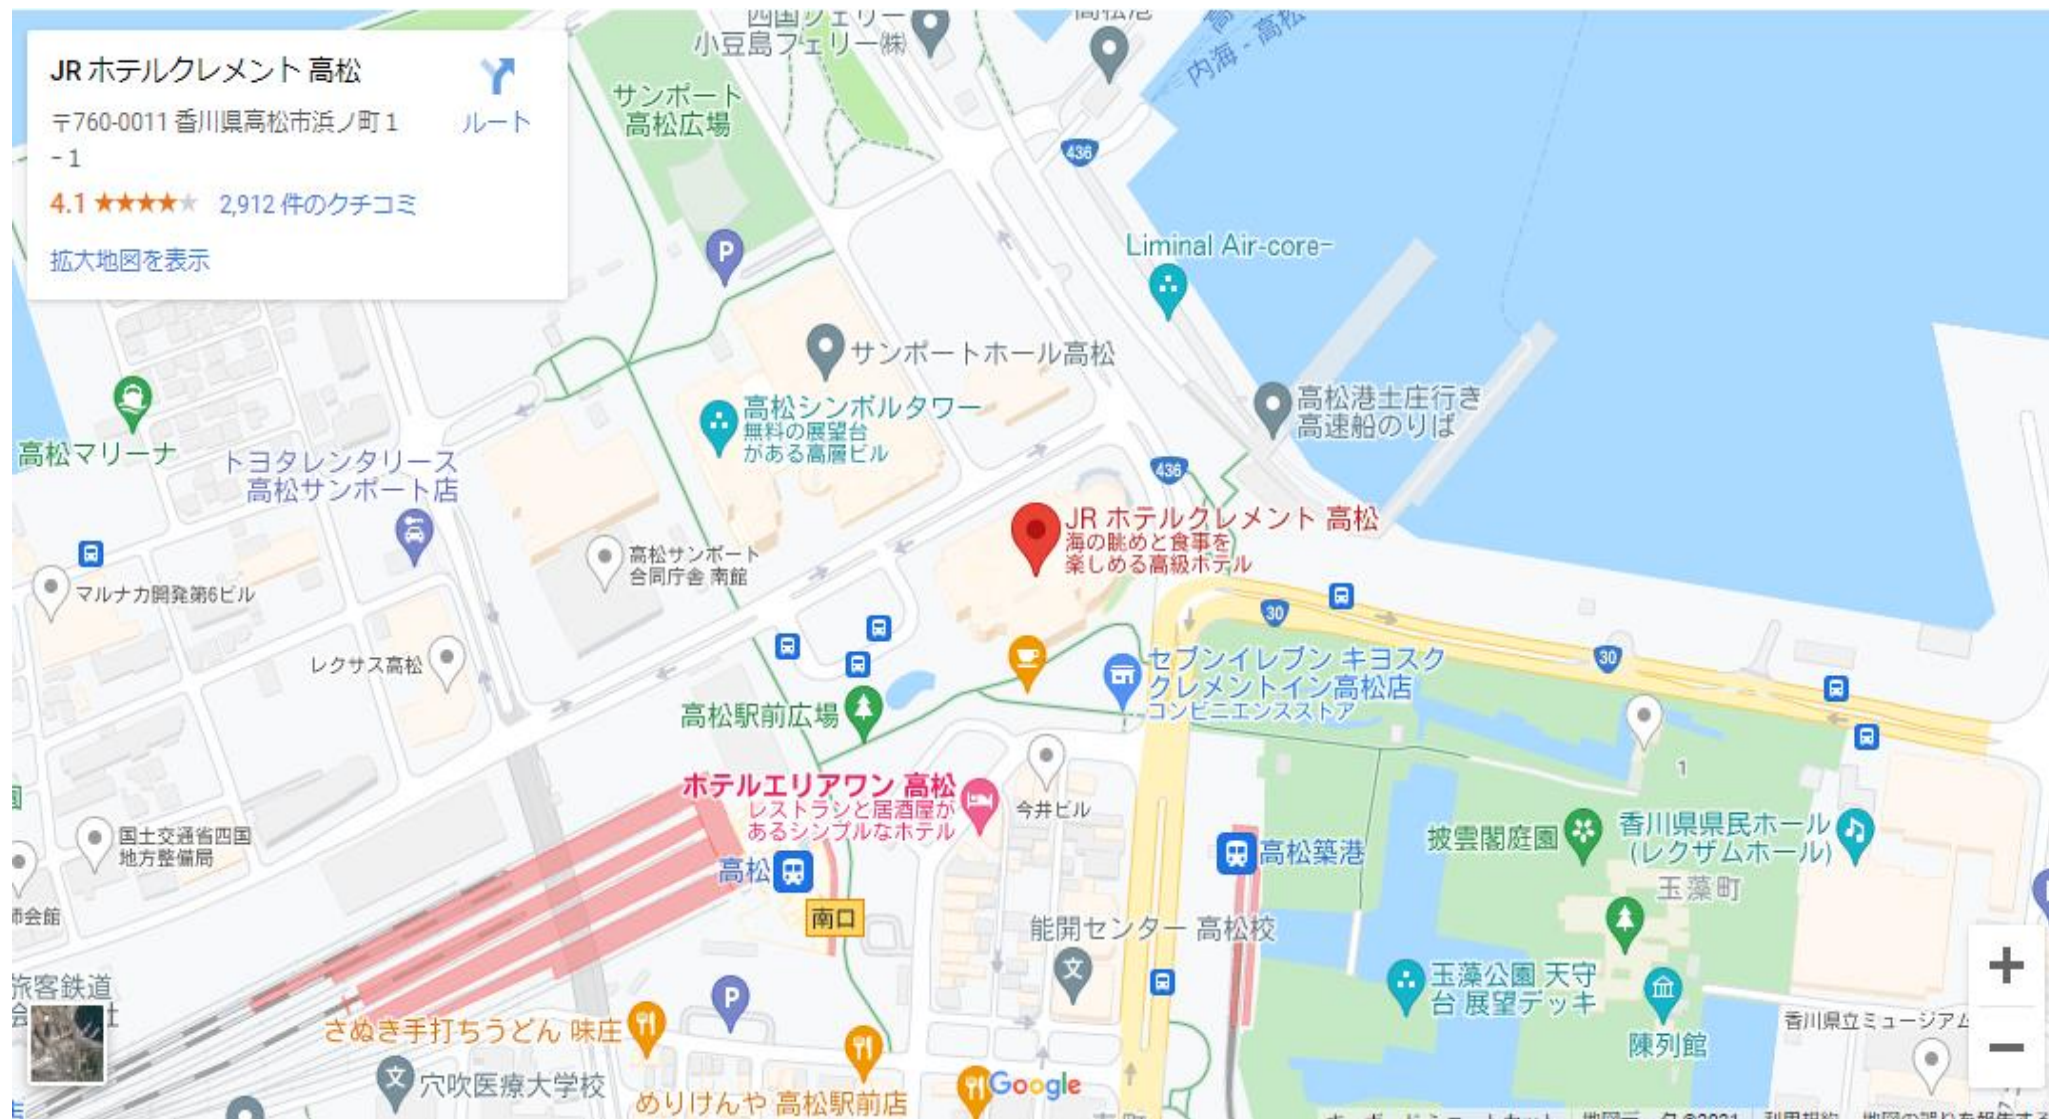 JR ホテルクレメント 高松
〒760-0011 香川県高松市浜ノ町1
-1
ルート
4.1 ★★★★★ 2,912 件のクチコミ
拡大地図を表示
四国フェリー
小豆島フェリー㈱
高松港
内海 - 高松
サンポート
高松広場
436
P
Liminal Air-core-
サンポートホール高松
高松シンボルタワー
無料の展望台
がある高層ビル
高松港土庄行き
高速船のりば
高松マリーナ
トヨタレンタリース
高松サンポート店
436
JR ホテルクレメント 高松
海の眺めと食事を
楽しめる高級ホテル
高松サンポート
合同庁舎 南館
マルナカ開発第6ビル
30
30
レクサス高松
セブンイレブン キヨスク
クレメントイン高松店
コンビニエンスストア
高松駅前広場
ホテルエリアワン 高松
レストランと居酒屋が
あるシンプルなホテル
今井ビル
1
国土交通省四国
地方整備局
高松
南口
高松築港
披雲閣庭園
香川県県民ホール
(レクザムホール)
玉藻町
師会館
能開センター 高松校
文
旅客鉄道
P
玉藻公園 天守
台 展望デッキ
陳列館
香川県立ミュージアム
さぬき手打ちうどん 味庄
文
穴吹医療大学校
めりけんや 高松駅前店
Google
+
−